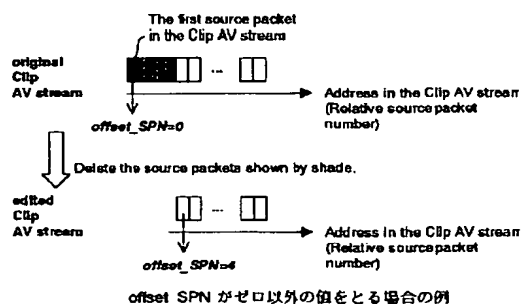 The first source packet
in the Clip AV stream
original
Clip
AV stream
...
Address in the Clip AV stream
(Relative source packet
number)
offset_SPN=0
Delete the source packets shown by shade.
edited
Clip
AV stream
...
Address in the Clip AV stream
(Relative source packet
number)
offset_SPN=4
offset SPN がゼロ以外の値をとる場合の例